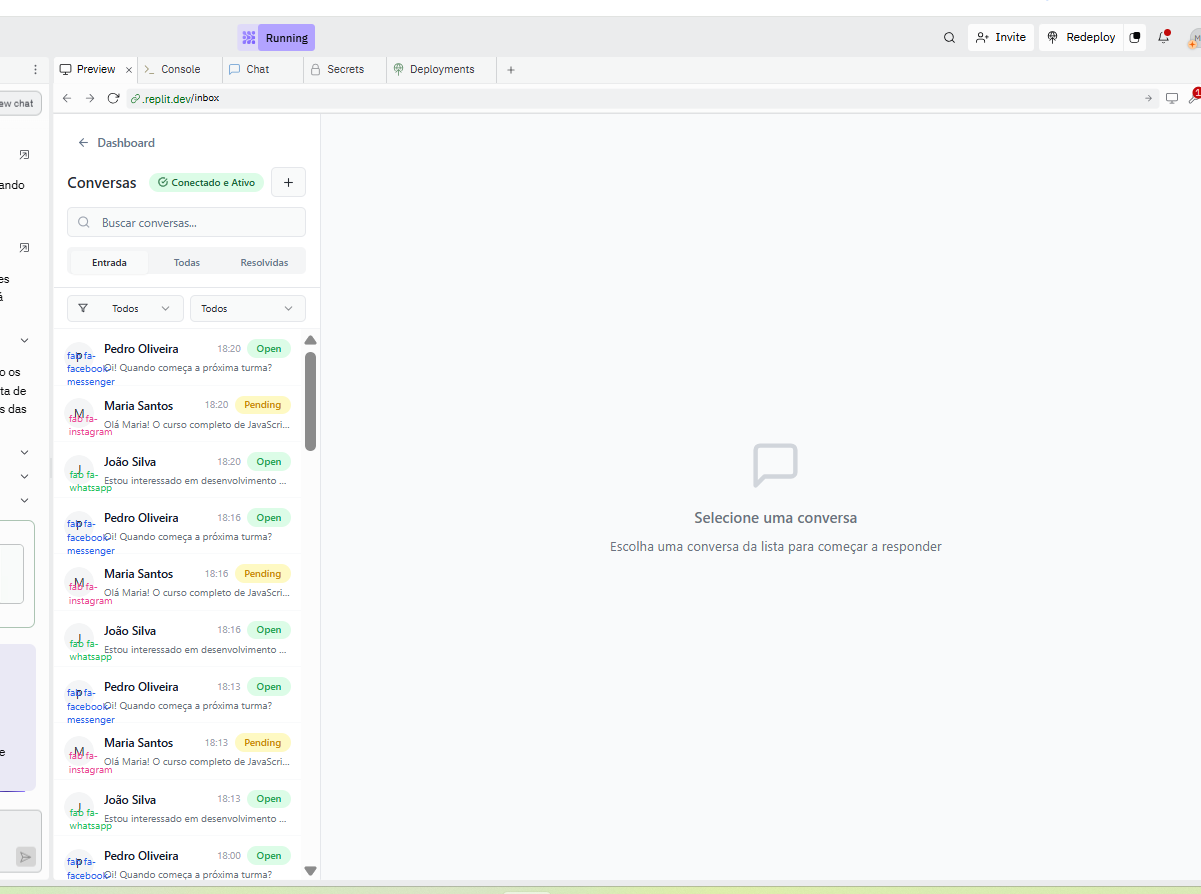 Running
Invite
Redeploy
Preview
Console
Chat
Secrets
Deployments
ew chat
.replit.dev/inbox
1
ando
es
á
o os
ta de
s das
e
Dashboard
Conversas
Conectado e Ativo
Buscar conversas...
Entrada
Todas
Resolvidas
Todos
Todos
Pedro Oliveira 18:20 Open
fab fa-facebook-messenger
Oi! Quando começa a próxima turma?
M
Maria Santos 18:20 Pending
fab fa-instagram
Olá Maria! O curso completo de JavaScri...
J
João Silva 18:20 Open
fab fa-whatsapp
Estou interessado em desenvolvimento ...
P
Pedro Oliveira 18:16 Open
fab fa-facebook-messenger
Oi! Quando começa a próxima turma?
M
Maria Santos 18:16 Pending
fab fa-instagram
Olá Maria! O curso completo de JavaScri...
J
João Silva 18:16 Open
fab fa-whatsapp
Estou interessado em desenvolvimento ...
P
Pedro Oliveira 18:13 Open
fab fa-facebook-messenger
Oi! Quando começa a próxima turma?
M
Maria Santos 18:13 Pending
fab fa-instagram
Olá Maria! O curso completo de JavaScri...
J
João Silva 18:13 Open
fab fa-whatsapp
Estou interessado em desenvolvimento ...
P
Pedro Oliveira 18:00 Open
fab fa-facebook
Oi! Quando começa a próxima turma?
Selecione uma conversa
Escolha uma conversa da lista para começar a responder